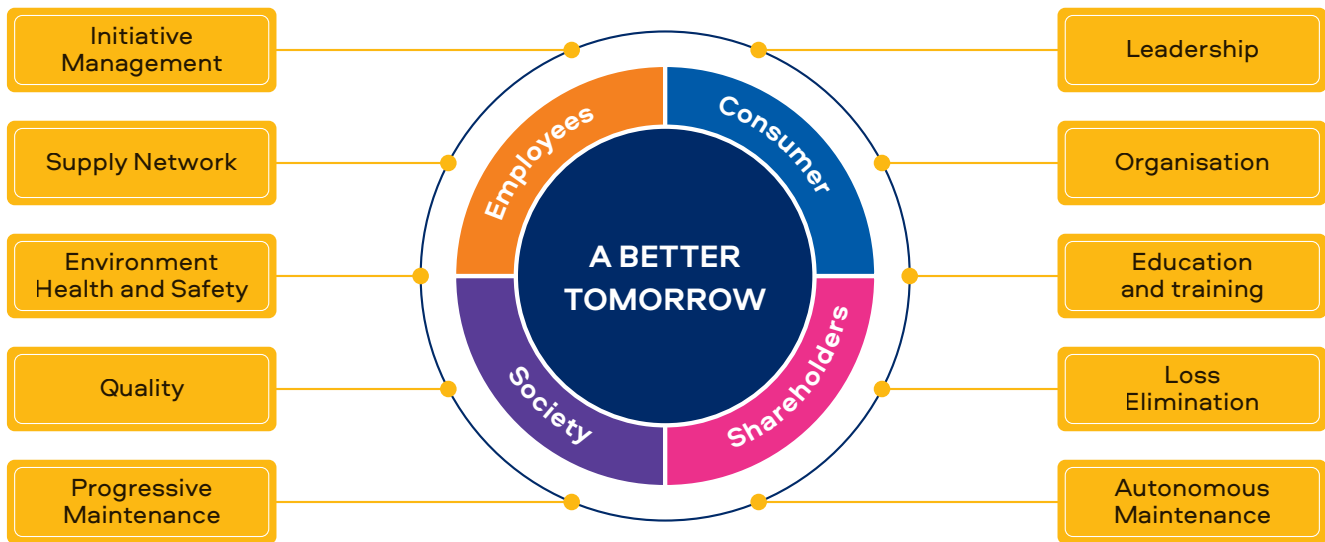 Initiative
Management
Supply Network
Environment
Health and Safety
Quality
Progressive
Maintenance
Employees
Consumer
A BETTER
TOMORROW
Society
Shareholders
Leadership
Organisation
Education
and training
Loss
Elimination
Autonomous
Maintenance